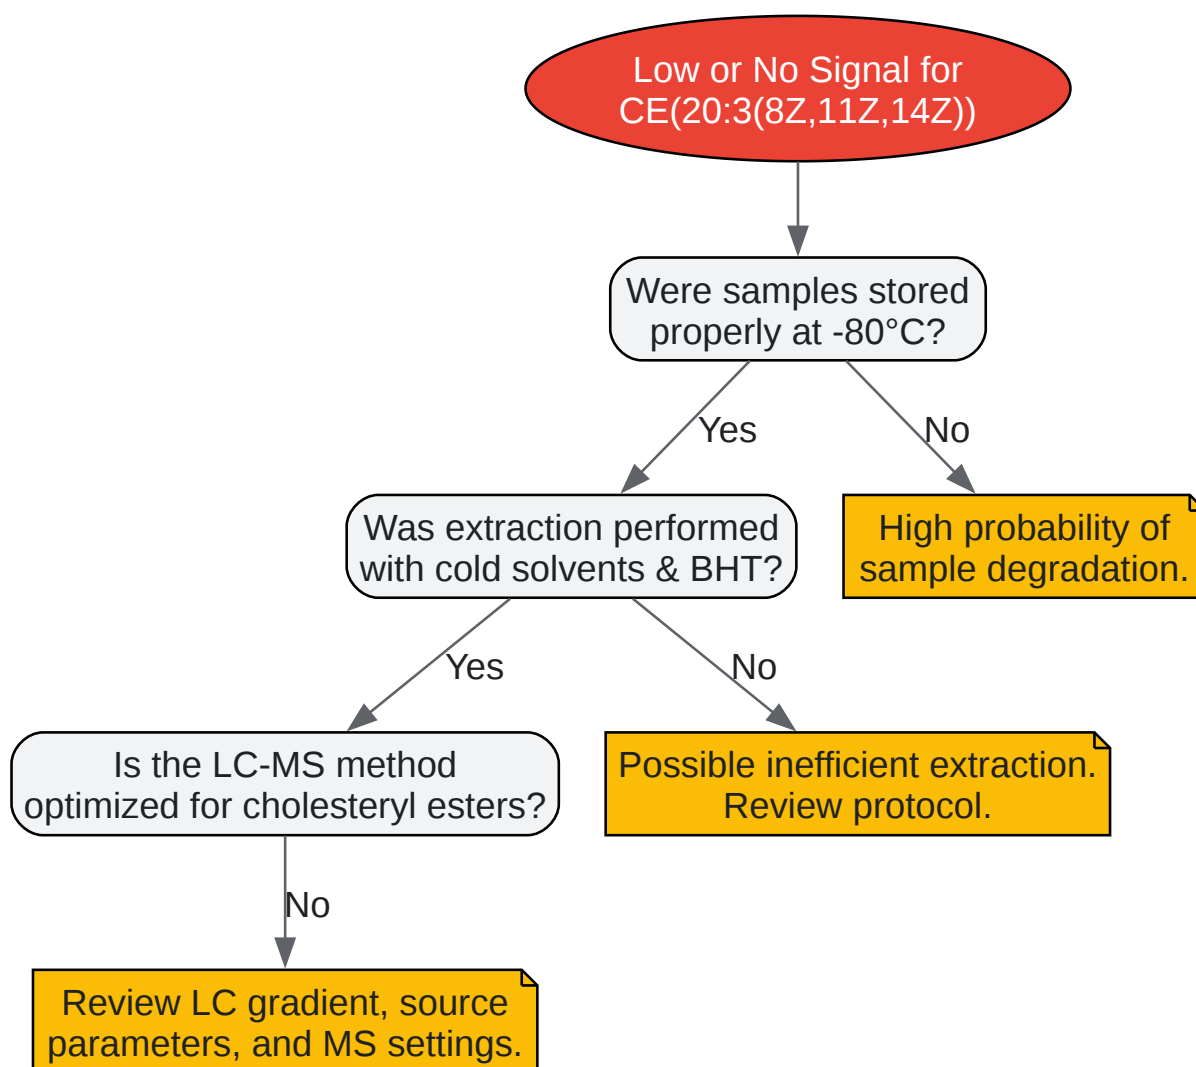 Low or No Signal for
CE(20:3(8Z,11Z,14Z))
Were samples stored
properly at -80°C?
Yes
No
Was extraction performed
with cold solvents & BHT?
High probability of
sample degradation.
Yes
No
Is the LC-MS method
optimized for cholesteryl esters?
Possible inefficient extraction.
Review protocol.
No
Review LC gradient, source
parameters, and MS settings.